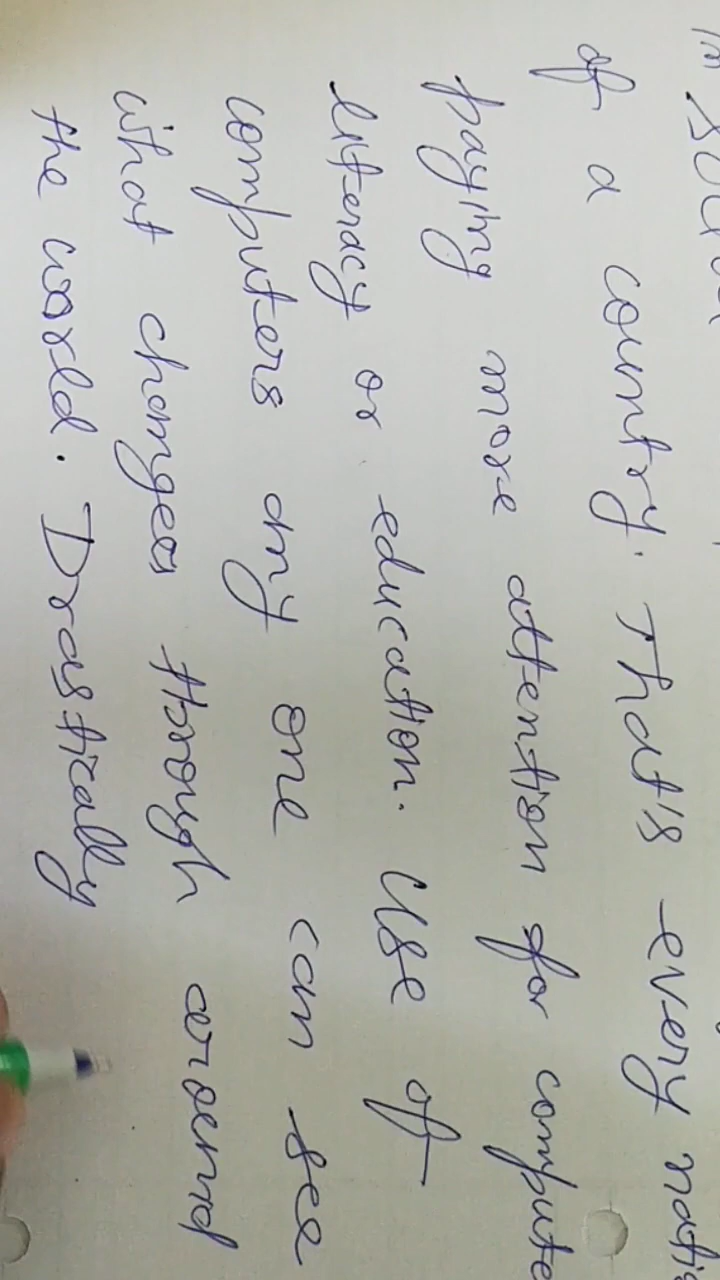 of a country. That's every
paying more attention for compute
literacy or education. Use of
computers any one can see
what changes through around
the world. Drastically